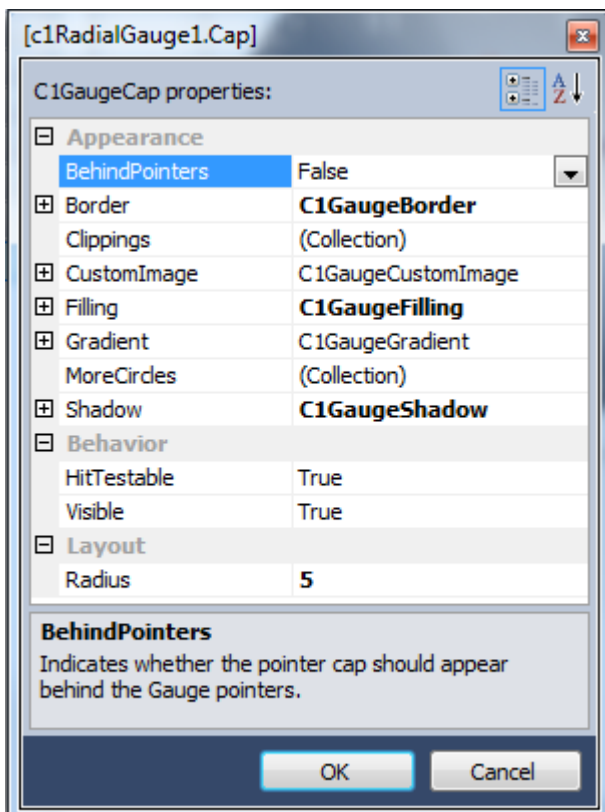 [c1RadialGauge1.Cap]
C1GaugeCap properties:
A
Z
Appearance
BehindPointers False
Border C1GaugeBorder
Clippings (Collection)
CustomImage C1GaugeCustomImage
Filling C1GaugeFilling
Gradient C1GaugeGradient
MoreCircles (Collection)
Shadow C1GaugeShadow
Behavior
HitTestable True
Visible True
Layout
Radius 5
BehindPointers
Indicates whether the pointer cap should appear
behind the Gauge pointers.
OK Cancel